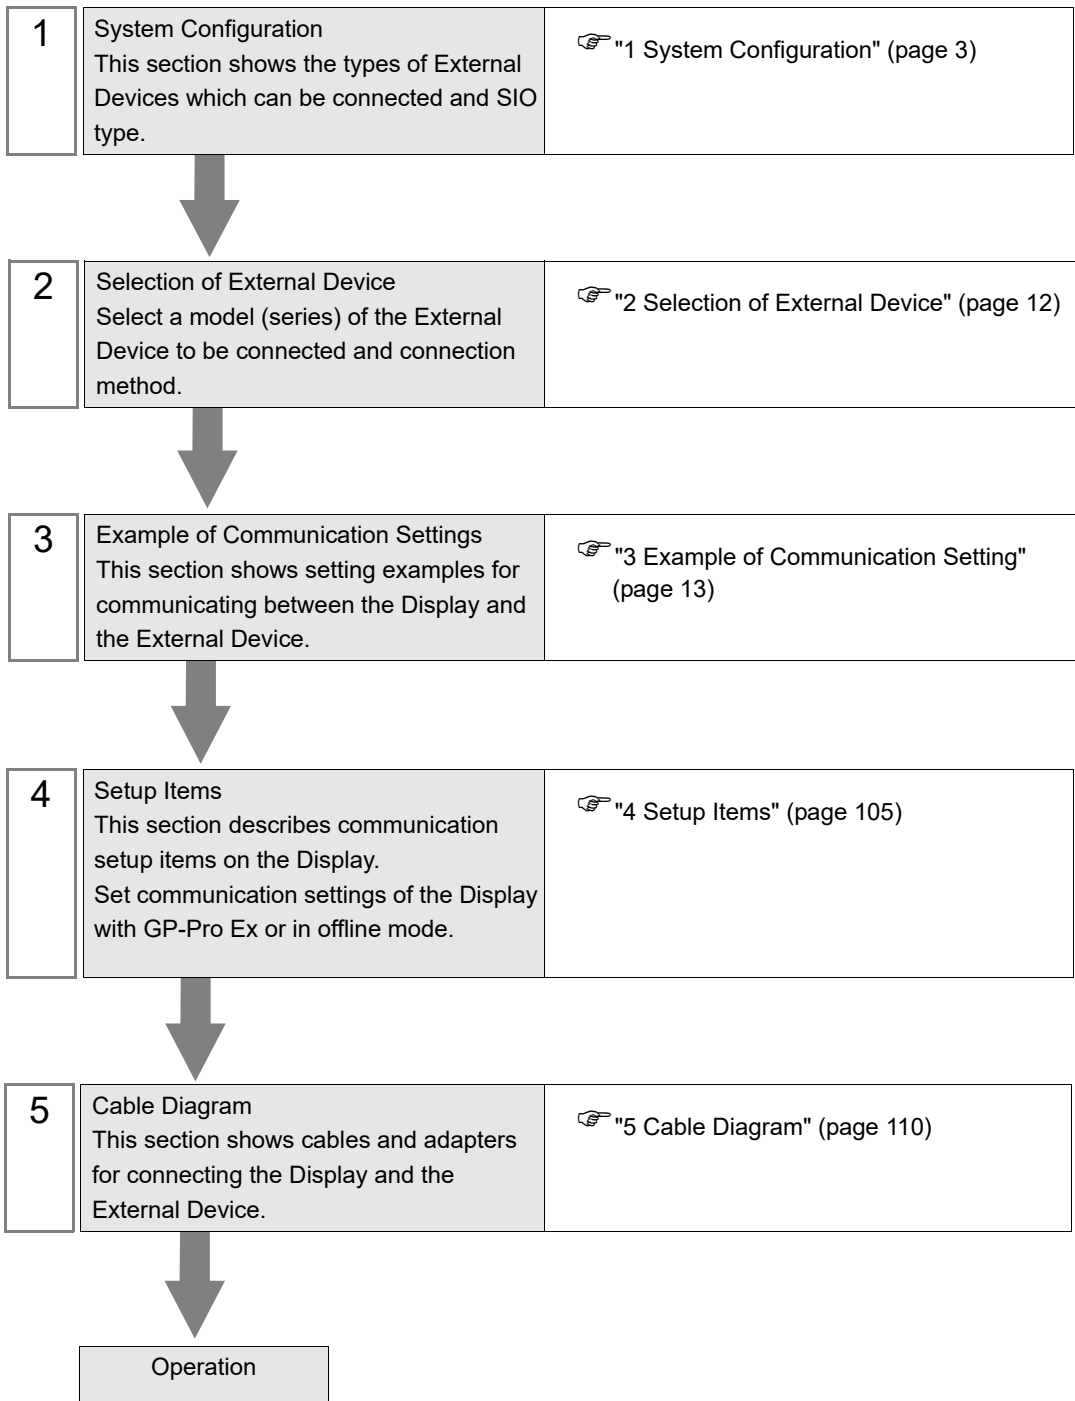 1
System Configuration
This section shows the types of External
Devices which can be connected and SIO
type.
"1 System Configuration" (page 3)
2
Selection of External Device
Select a model (series) of the External
Device to be connected and connection
method.
"2 Selection of External Device" (page 12)
3
Example of Communication Settings
This section shows setting examples for
communicating between the Display and
the External Device.
"3 Example of Communication Setting"
(page 13)
4
Setup Items
This section describes communication
setup items on the Display.
Set communication settings of the Display
with GP-Pro Ex or in offline mode.
"4 Setup Items" (page 105)
5
Cable Diagram
This section shows cables and adapters
for connecting the Display and the
External Device.
"5 Cable Diagram" (page 110)
Operation